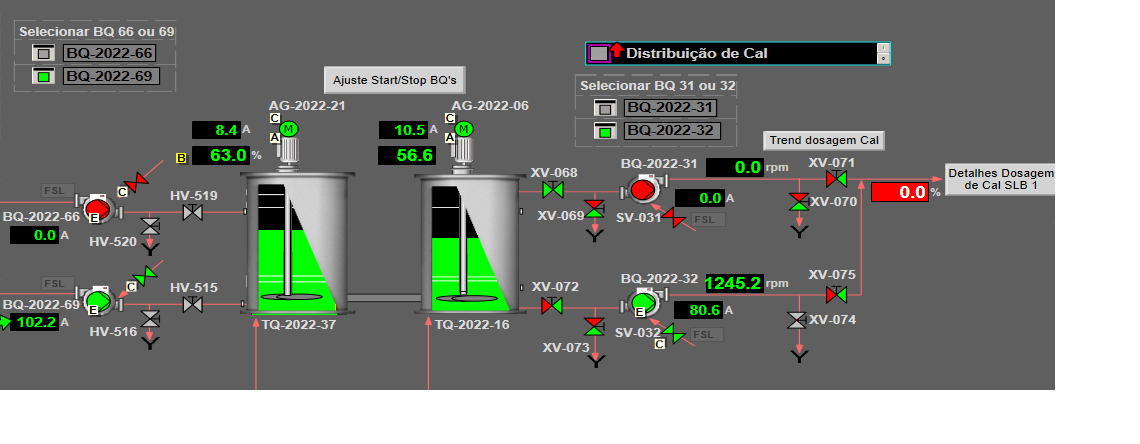 Selecionar BQ 66 ou 69
BQ-2022-66
BQ-2022-69
Ajuste Start/Stop BQ's
Distribuição de Cal
Selecionar BQ 31 ou 32
BQ-2022-31
BQ-2022-32
Trend dosagem Cal
Detalhes Dosagem
de Cal SLB 1
AG-2022-21
C
M
A
8.4 A
B 63.0 %
AG-2022-06
C
M
A
10.5 A
56.6
FSL
C
E
BQ-2022-66
0.0 A
HV-519
HV-520
FSL
C
E
BQ-2022-69
102.2 A
HV-515
HV-516
TQ-2022-37
TQ-2022-16
XV-068
XV-069
BQ-2022-31
0.0 rpm
0.0 A
SV-031
FSL
XV-071
XV-070
0.0 %
XV-072
XV-073
BQ-2022-32
1245.2 rpm
E
80.6 A
SV-032
C
FSL
XV-075
XV-074